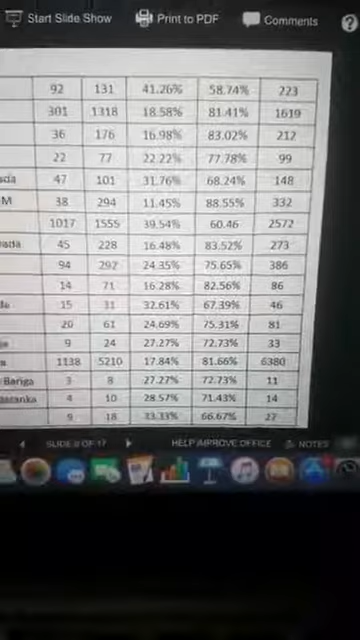 Start Slide Show Print to PDF Comments
92 131 41.26% 58.74% 223
301 1318 18.58% 81.41% 1619
36 176 16.98% 83.02% 212
22 77 22.22% 77.78% 99
47 101 31.76% 68.24% 148
M 38 294 11.45% 88.55% 332
1017 1555 39.54% 60.46 2572
45 228 16.48% 83.52% 273
94 292 24.35% 75.65% 386
14 71 16.28% 82.56% 86
15 31 32.61% 67.39% 46
20 61 24.69% 75.31% 81
9 24 27.27% 72.73% 33
1138 5210 17.84% 81.66% 6380
Bariga 3 8 27.27% 72.73% 11
4 10 28.57% 71.43% 14
9 18 33.33% 66.67% 27
OF 17 HELP IMPROVE OFFICE NOTES